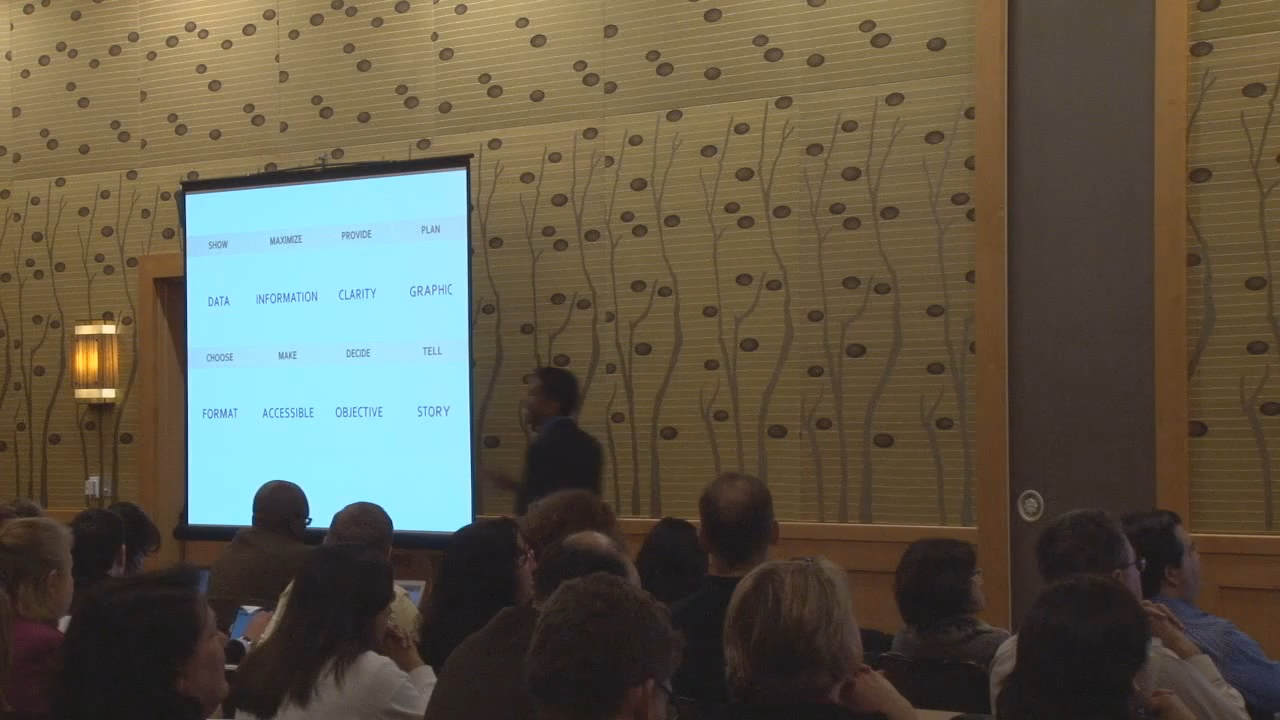 SHOW MAXIMIZE PROVIDE PLAN
DATA INFORMATION CLARITY GRAPHIC
CHOOSE MAKE DECIDE TELL
FORMAT ACCESSIBLE OBJECTIVE STORY